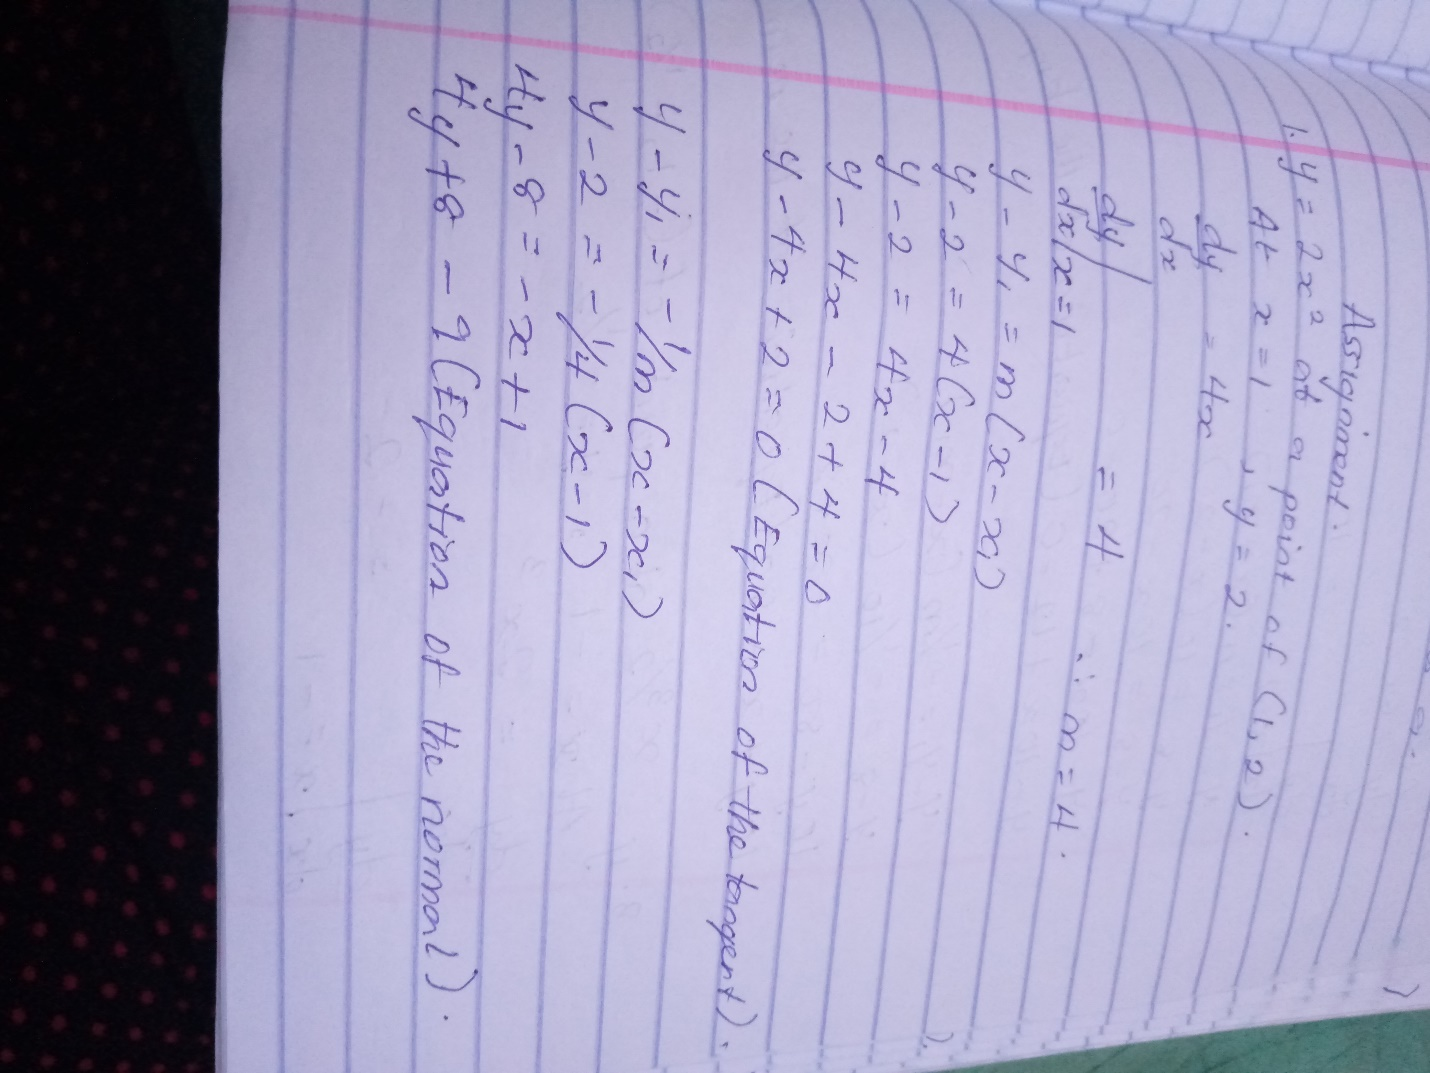 Assignment.
1. y = 2x² at a point of (1, 2).
At x = 1, y = 2.
dy/dx = 4x
dy/dx | x=1 = 4 ∴ m = 4.
y - y₁ = m(x - x₁)
y - 2 = 4(x - 1)
y - 2 = 4x - 4
y - 4x - 2 + 4 = 0
y - 4x + 2 = 0 (Equation of the tangent).
y - y₁ = -1/m (x - x₁)
y - 2 = -1/4 (x - 1)
4y - 8 = -x + 1
4y + 8 - 9 (Equation of the normal).